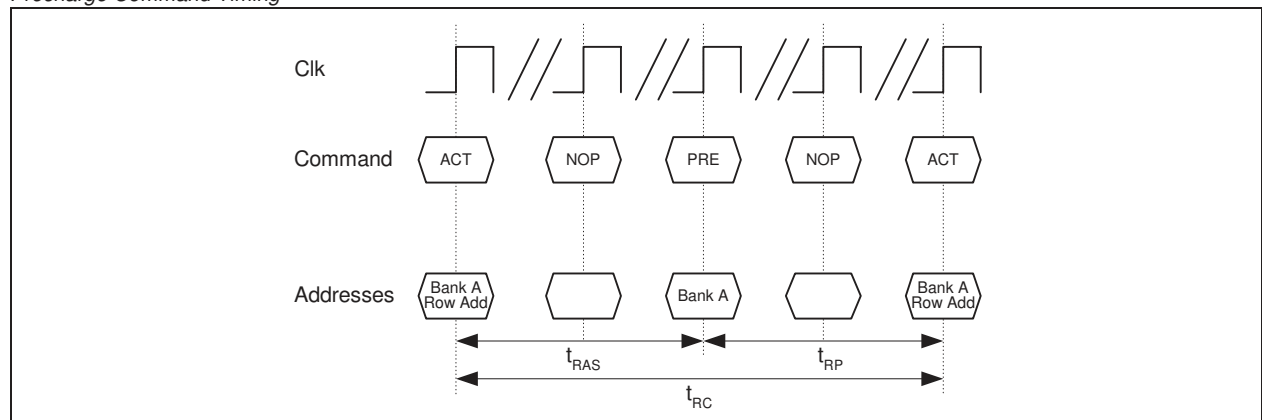 Precharge Command Timing
Clk
Command ACT NOP PRE NOP ACT
Addresses Bank A Row Add Bank A Bank A Row Add
tRAS tRP
tRC